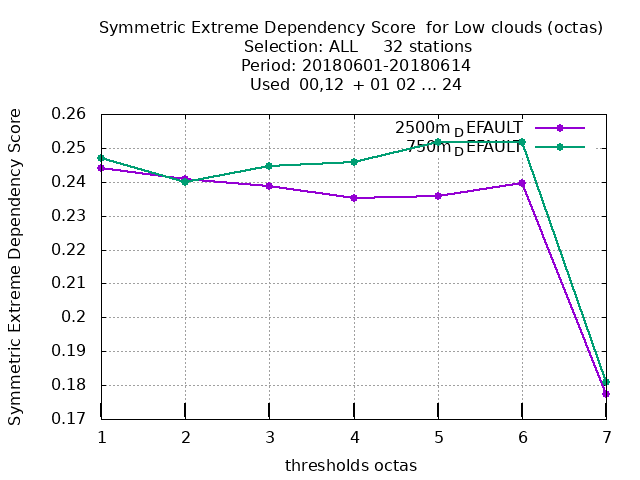 Symmetric Extreme Dependency Score  for Low clouds (octas)
Selection: ALL     32 stations
Period: 20180601-20180614
Used  00,12  + 01 02 ... 24
2500m_DEFAULT
750m_DEFAULT
Symmetric Extreme Dependency Score
0.26
0.25
0.24
0.23
0.22
0.21
0.2
0.19
0.18
0.17
1 2 3 4 5 6 7
thresholds octas